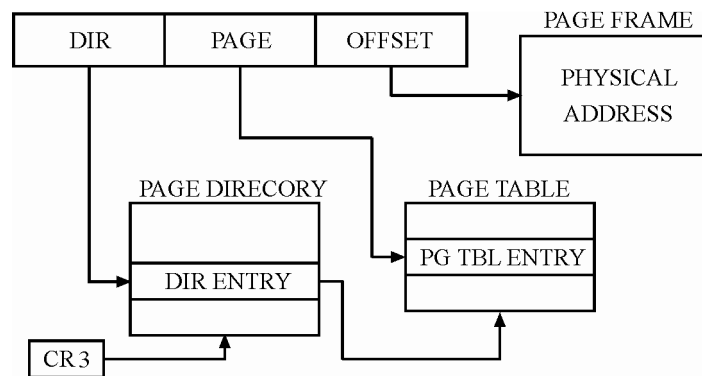 PAGE FRAME
DIR
PAGE
OFFSET
PHYSICAL
ADDRESS
PAGE DIRECORY
PAGE TABLE
PG TBL ENTRY
DIR ENTRY
CR3